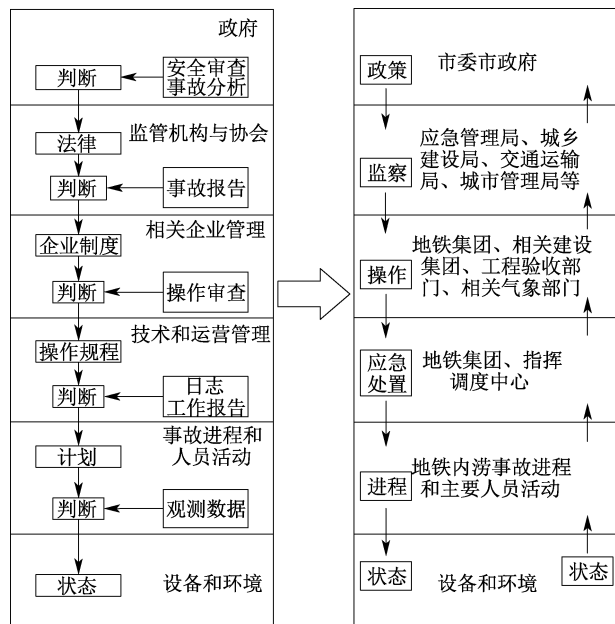 政府
安全审查
事故分析
判断
法律
监管机构与协会
判断
事故报告
相关企业管理
企业制度
判断
操作审查
技术和运营管理
操作规程
判断
日志
工作报告
事故进程和
人员活动
计划
判断
观测数据
状态
设备和环境
政策
市委市政府
监察
应急管理局、城乡
建设局、交通运输
局、城市管理局等
操作
地铁集团、相关建设
集团、工程验收部
门、相关气象部门
应急
处置
地铁集团、指挥
调度中心
进程
地铁内涝事故进程
和主要人员活动
状态
设备和环境
状态